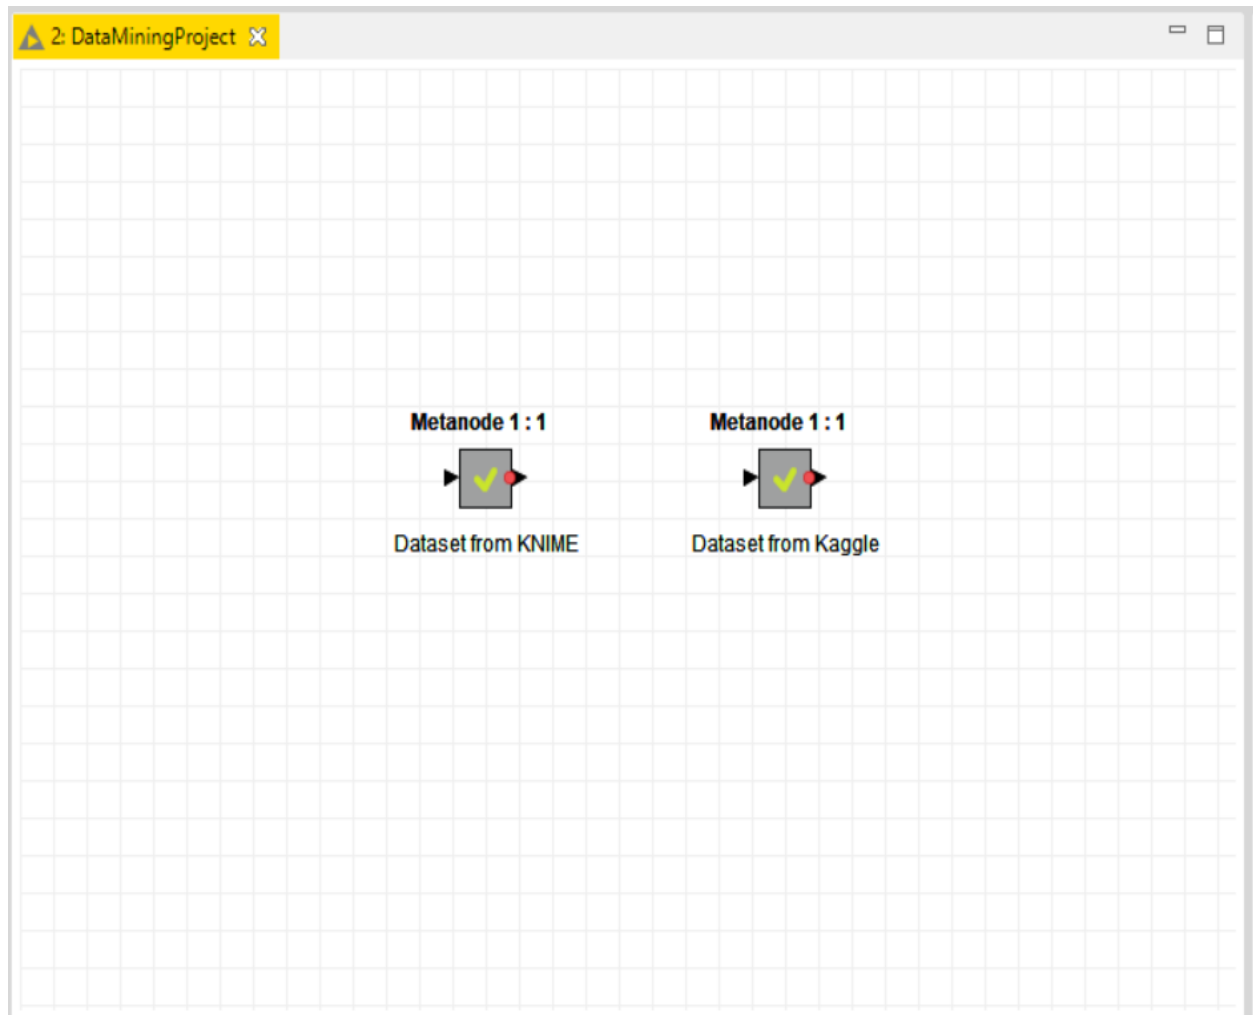 2: DataMiningProject
Metanode 1 : 1
Metanode 1 : 1
Dataset from KNIME
Dataset from Kaggle